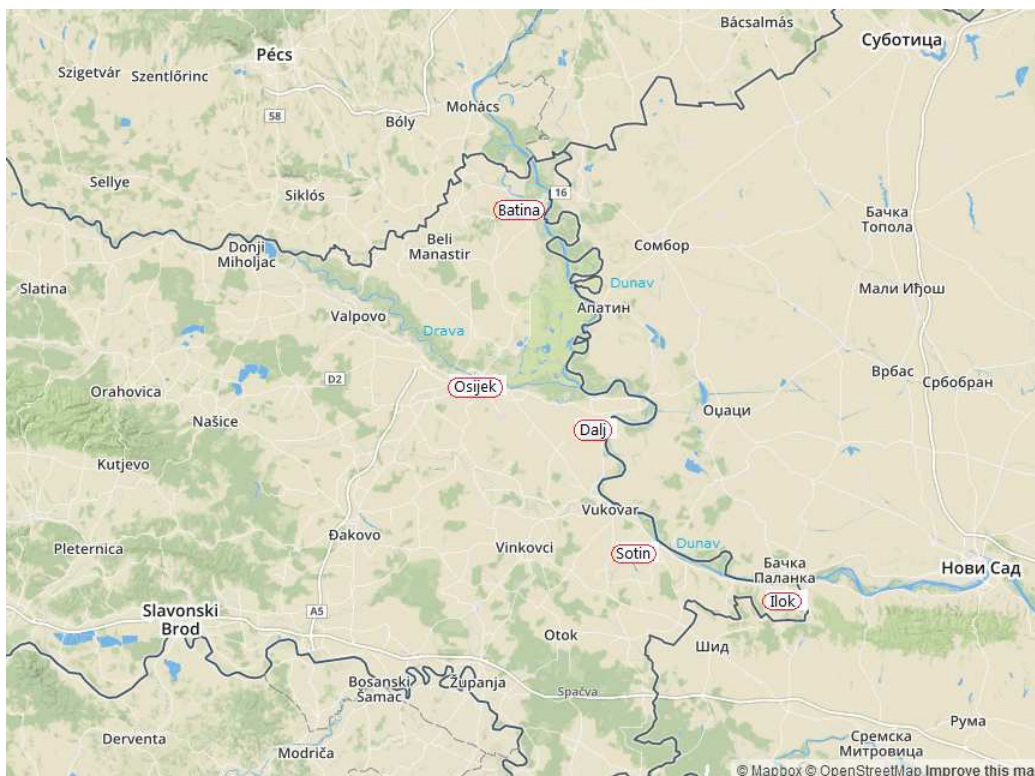 Bácsalmás
Суботица
Pécs
Szigetvár
Szentlőrinc
Mohács
58
Bóly
Sellye
Siklós
16
Batina
Бачка
Топола
Сомбор
Beli
Manastir
Donji
Miholjac
Slatina
Dunav
Мали Иђош
Апатин
Valpovo
Drava
D2
Osijek
Врбас
Србобран
Orahovica
Našice
Оџаци
Dalj
Kutjevo
Vukovar
Đakovo
Vinkovci
Sotin
Dunav
Pleternica
Бачка
Паланка
Нови Сад
Ilok
Slavonski
Brod
A5
Otok
Шид
Bosanski
Šamac
Županja
Spačva
Рума
Derventa
Modriča
Сремска
Митровица
© Mapbox © OpenStreetMap Improve this ma